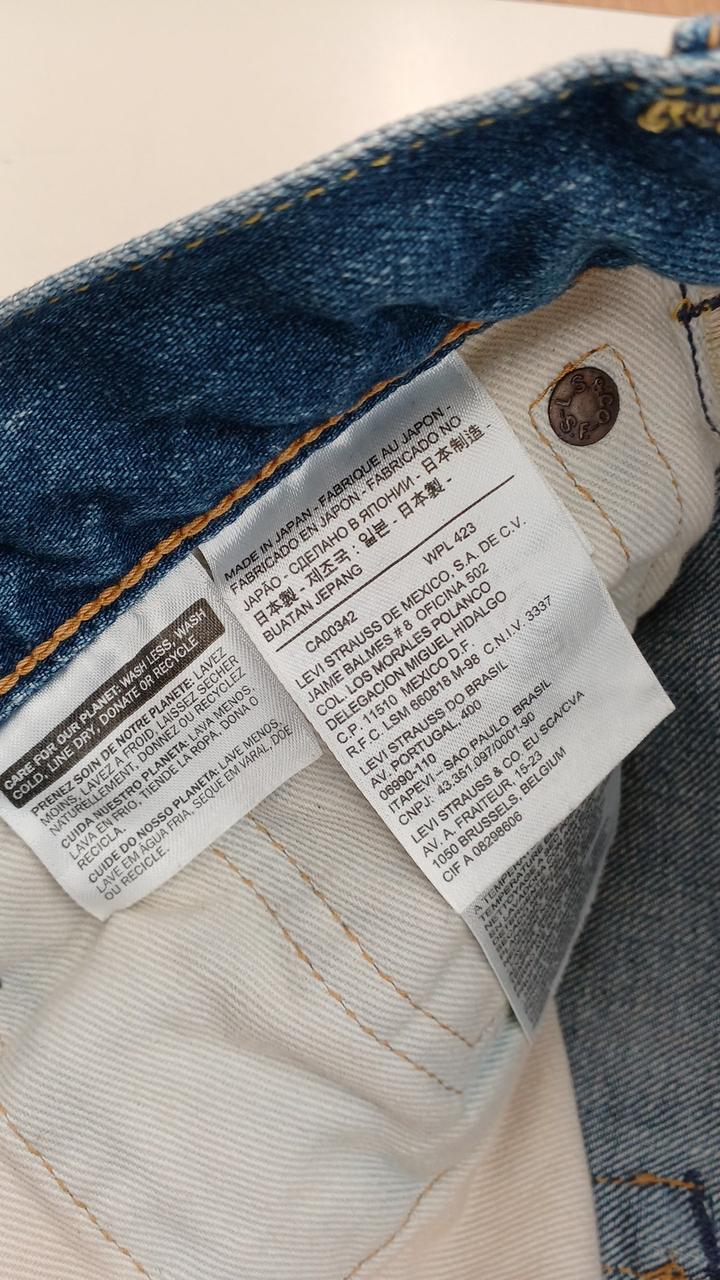 MADE IN JAPAN - FABRIQUE AU JAPON -
FABRICADO EN JAPON - FABRICADO NO
JAPÃO - СДЕЛАНО В ЯПОНИИ - 日本制造 -
日本製 - 제조국 : 일본 - 日本製 -
BUATAN JEPANG
CA00342 WPL 423
LEVI STRAUSS DE MEXICO, S.A. DE C.V.
JAIME BALMES # 8 OFICINA 502
COL. LOS MORALES POLANCO
DELEGACION MIGUEL HIDALGO
C.P. 11510 MEXICO D.F.
R.F.C. LSM 660818 M-98 C.N.I.V. 3337
LEVI STRAUSS DO BRASIL
AV. PORTUGAL, 400
06990-110
ITAPEVI – SAO PAULO BRASIL
CNPJ: 43.351.097/0001-90
LEVI STRAUSS & CO. EU SCA/CVA
AV. A. FRAITEUR, 15-23
1050 BRUSSELS, BELGIUM
CIF A 08298606
CARE FOR OUR PLANET: WASH LESS, WASH
COLD, LINE DRY, DONATE OR RECYCLE.
PRENEZ SOIN DE NOTRE PLANETE: LAVEZ
MOINS, LAVEZ A FROID, LAISSEZ SÉCHER
NATURELLEMENT, DONNEZ OU RECYCLEZ
CUIDA NUESTRO PLANETA: LAVA MENOS,
LAVA EN FRIO, TIENDE LA ROPA, DONA O
RECICLA.
CUIDE DO NOSSO PLANETA: LAVE MENOS,
LAVE EM ÁGUA FRIA, SEQUE EM VARAL, DOE
OU RECICLE.
L S & CO
-S.F.-